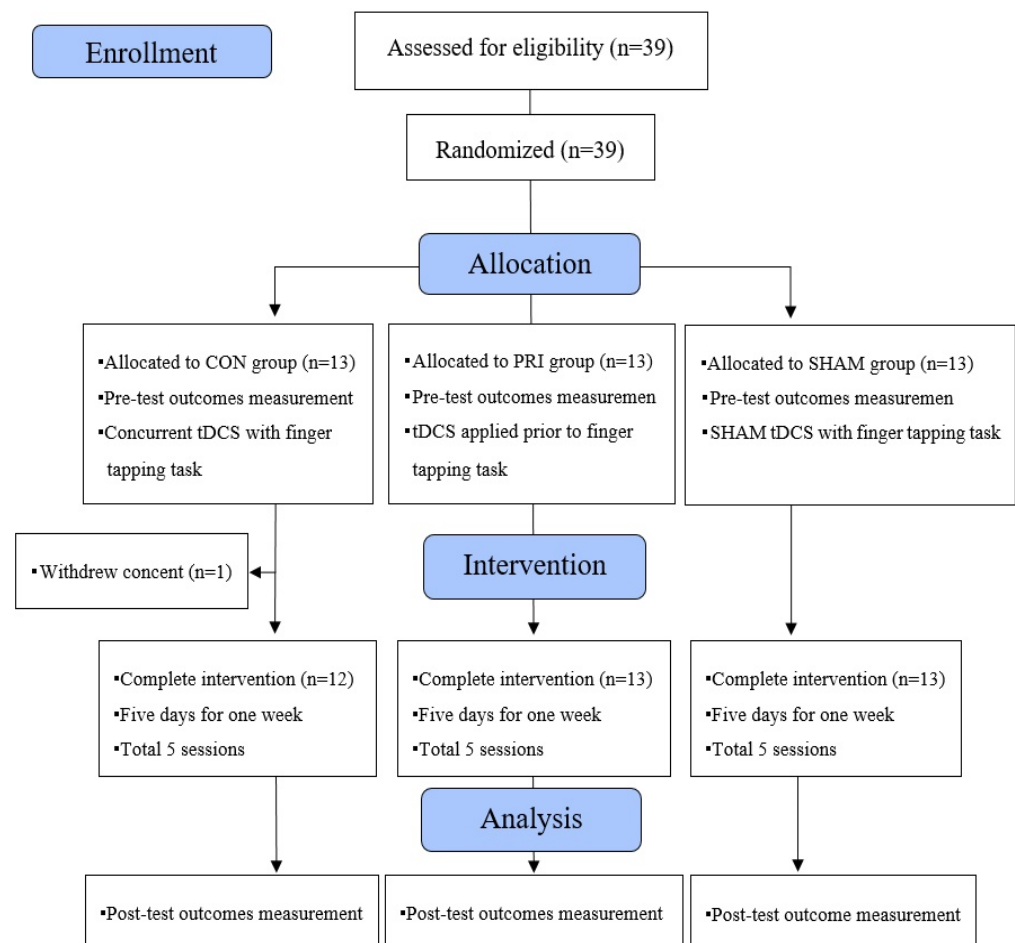 Enrollment
Assessed for eligibility (n=39)
Randomized (n=39)
Allocation
▪Allocated to CON group (n=13)
▪Pre-test outcomes measurement
▪Concurrent tDCS with finger
tapping task
▪Allocated to PRI group (n=13)
▪Pre-test outcomes measuremen
▪tDCS applied prior to finger
tapping task
▪Allocated to SHAM group (n=13)
▪Pre-test outcomes measuremen
▪SHAM tDCS with finger tapping task
▪Withdrew concent (n=1)
Intervention
▪Complete intervention (n=12)
▪Five days for one week
▪Total 5 sessions
▪Complete intervention (n=13)
▪Five days for one week
▪Total 5 sessions
▪Complete intervention (n=13)
▪Five days for one week
▪Total 5 sessions
Analysis
▪Post-test outcomes measurement
▪Post-test outcomes measurement
▪Post-test outcome measurement